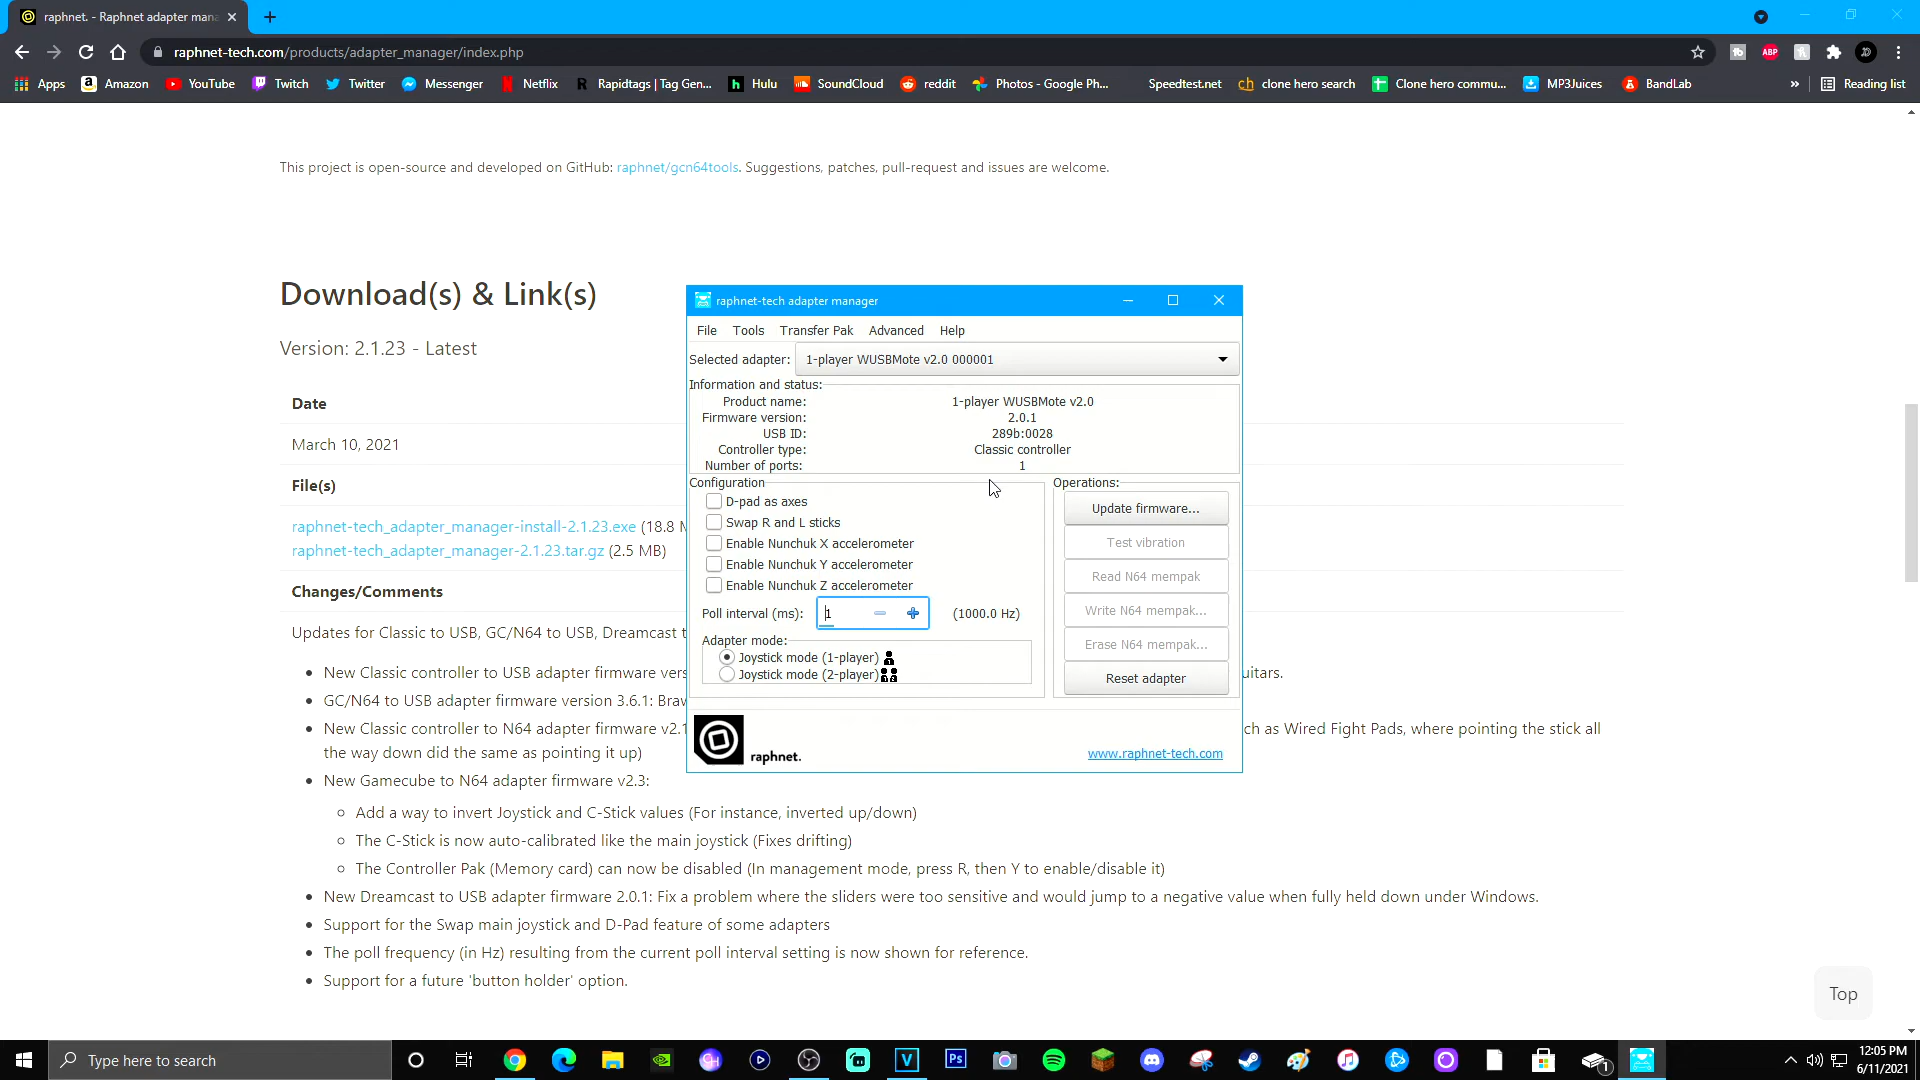 raphnet. - Raphnet adapter mana
raphnet-tech.com/products/adapter_manager/index.php
Apps Amazon YouTube Twitch Twitter Messenger Netflix Rapidtags | Tag Gen... Hulu SoundCloud reddit Photos - Google Ph... Speedtest.net clone hero search Clone hero commu... MP3Juices BandLab » Reading list
This project is open-source and developed on GitHub: raphnet/gcn64tools. Suggestions, patches, pull-request and issues are welcome.
Download(s) & Link(s)
Version: 2.1.23 - Latest
Date
March 10, 2021
File(s)
raphnet-tech_adapter_manager-install-2.1.23.exe (18.8 M
raphnet-tech_adapter_manager-2.1.23.tar.gz (2.5 MB)
Changes/Comments
Updates for Classic to USB, GC/N64 to USB, Dreamcast t
New Classic controller to USB adapter firmware vers uitars.
GC/N64 to USB adapter firmware version 3.6.1: Braw
New Classic controller to N64 adapter firmware v2.1 ch as Wired Fight Pads, where pointing the stick all
the way down did the same as pointing it up)
New Gamecube to N64 adapter firmware v2.3:
Add a way to invert Joystick and C-Stick values (For instance, inverted up/down)
The C-Stick is now auto-calibrated like the main joystick (Fixes drifting)
The Controller Pak (Memory card) can now be disabled (In management mode, press R, then Y to enable/disable it)
New Dreamcast to USB adapter firmware 2.0.1: Fix a problem where the sliders were too sensitive and would jump to a negative value when fully held down under Windows.
Support for the Swap main joystick and D-Pad feature of some adapters
The poll frequency (in Hz) resulting from the current poll interval setting is now shown for reference.
Support for a future 'button holder' option.
Top
raphnet-tech adapter manager
File Tools Transfer Pak Advanced Help
Selected adapter: 1-player WUSBMote v2.0 000001
Information and status:
Product name: 1-player WUSBMote v2.0
Firmware version: 2.0.1
USB ID: 289b:0028
Controller type: Classic controller
Number of ports: 1
Configuration
D-pad as axes
Swap R and L sticks
Enable Nunchuk X accelerometer
Enable Nunchuk Y accelerometer
Enable Nunchuk Z accelerometer
Poll interval (ms): 1 (1000.0 Hz)
Adapter mode:
Joystick mode (1-player)
Joystick mode (2-player)
Operations:
Update firmware...
Test vibration
Read N64 mempak
Write N64 mempak...
Erase N64 mempak...
Reset adapter
raphnet.
www.raphnet-tech.com
Type here to search
12:05 PM
6/11/2021